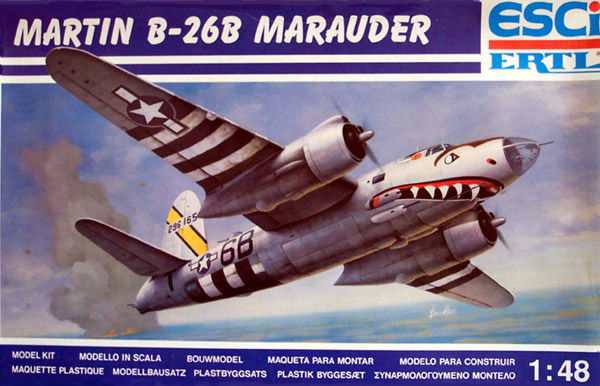 MARTIN B-26B MARAUDER
ESCI
ERTL
296165
6B
MODEL KIT MODELLO IN SCALA BOUWMODEL MAQUETA PARA MONTAR MODELO PARA CONSTRUIR
MAQUETTE PLASTIQUE MODELLBAUSATZ PLASTBYGGSATS PLASTIK BYGGESÆT ΣΥΝΑΡΜΟΛΟΓΟΥΜΕΝΟ ΜΟΝΤΕΛΟ
1:48